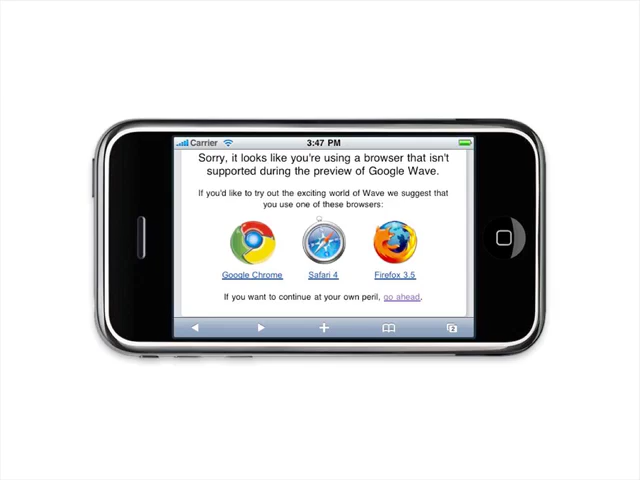 Carrier 3:47 PM
Sorry, it looks like you're using a browser that isn't
supported during the preview of Google Wave.
If you'd like to try out the exciting world of Wave we suggest that
you use one of these browsers:
Google Chrome Safari 4 Firefox 3.5
If you want to continue at your own peril, go ahead.
2